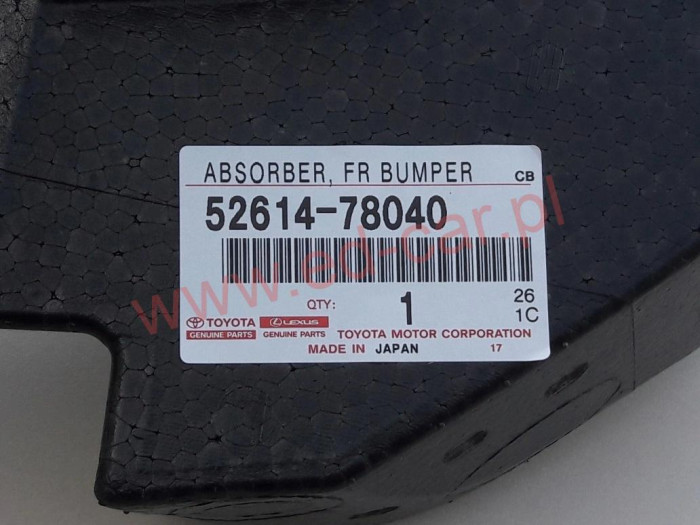 ABSORBER, FR BUMPER CB
52614-78040
www.ed-car.pl
QTY: 1 26
1C
TOYOTA LEXUS
GENUINE PARTS GENUINE PARTS TOYOTA MOTOR CORPORATION
MADE IN JAPAN 17